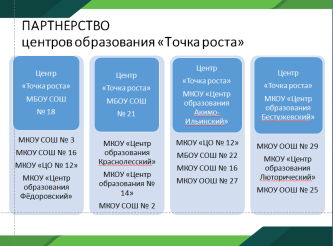 ПАРТНЕРСТВО
центров образования «Точка роста»
Центр
«Точка роста»
МБОУ СОШ
№ 18
МКОУ СОШ № 3
МКОУ СОШ № 16
МКОУ «ЦО № 12»
МКОУ «Центр
образования
Фёдоровский»
Центр
«Точка роста»
МБОУ СОШ
№ 21
МКОУ «Центр
образования
Краснолесский»
МКОУ «Центр
образования №
14»
МКОУ СОШ № 2
Центр
«Точка роста»
МКОУ «Центр
образования
Акимо-
Ильинский»
МКОУ «ЦО № 12»
МБОУ СОШ № 22
МКОУ СОШ № 16
МКОУ ООШ № 27
Центр
«Точка роста»
МКОУ «Центр
образования
Бестужевский»
МКОУ ООШ № 29
МКОУ «Центр
образования
Люторический»
МКОУ ООШ № 25